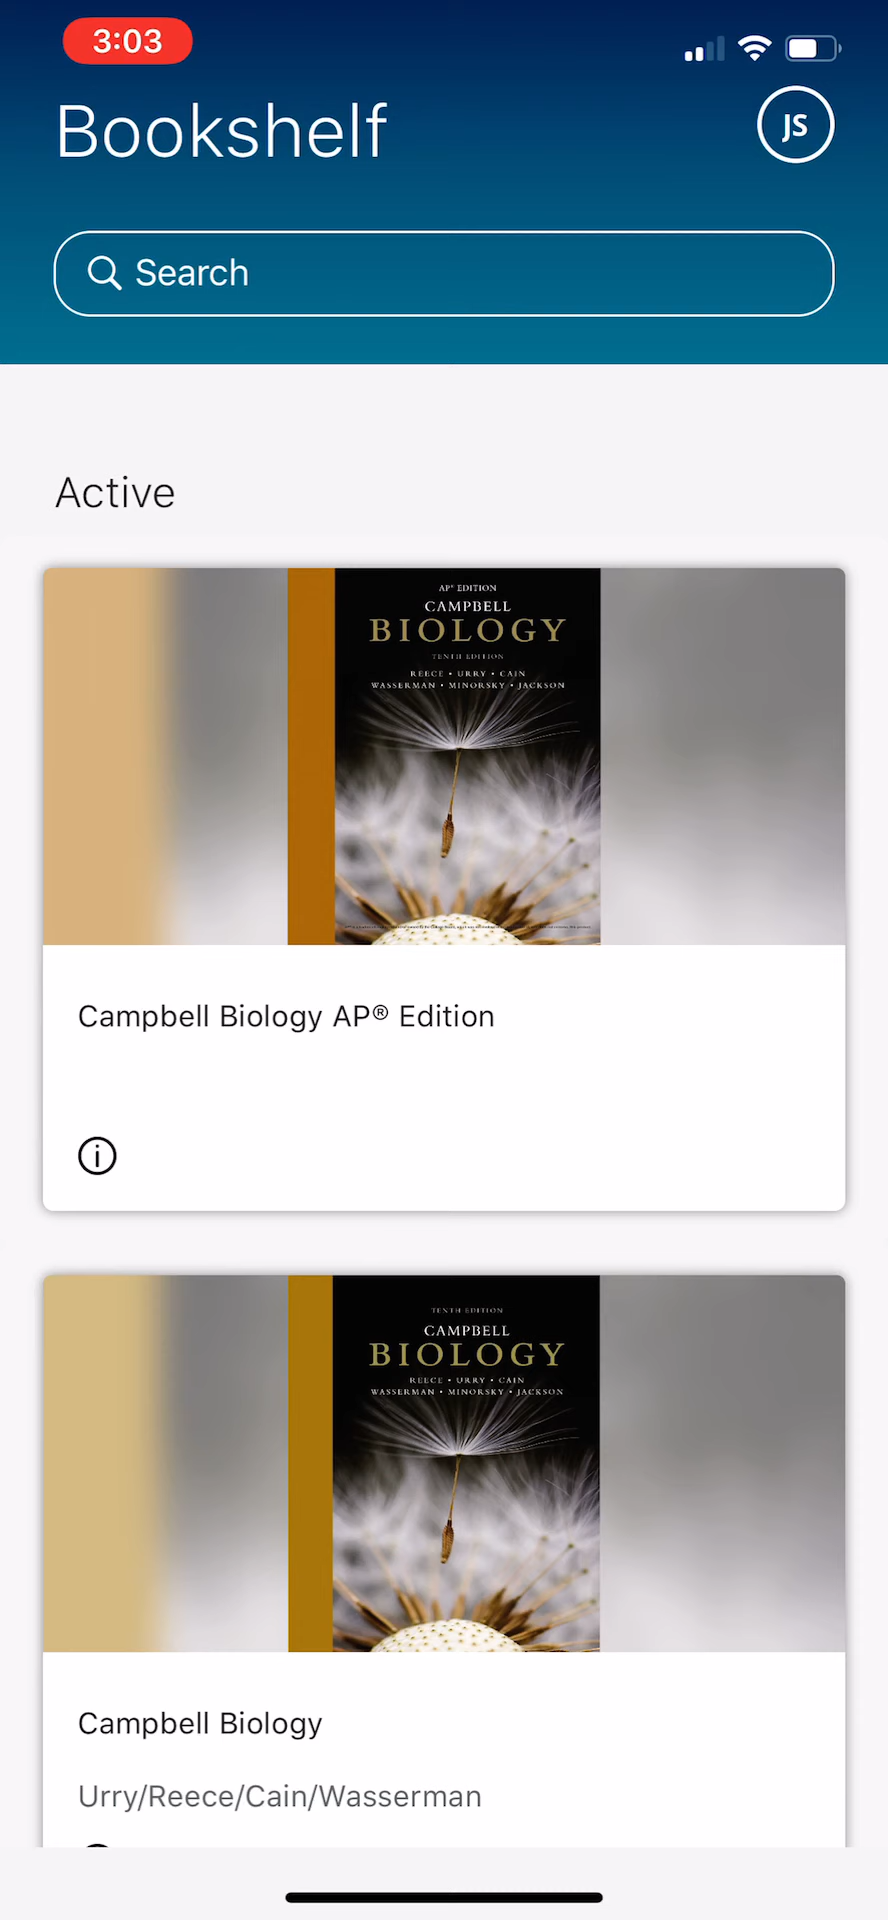 3:03
Bookshelf
JS
Search
Active
AP® EDITION
CAMPBELL
BIOLOGY
TENTH EDITION
REECE • URRY • CAIN
WASSERMAN • MINORSKY • JACKSON
Campbell Biology AP® Edition
TENTH EDITION
CAMPBELL
BIOLOGY
REECE • URRY • CAIN
WASSERMAN • MINORSKY • JACKSON
Campbell Biology
Urry/Reece/Cain/Wasserman